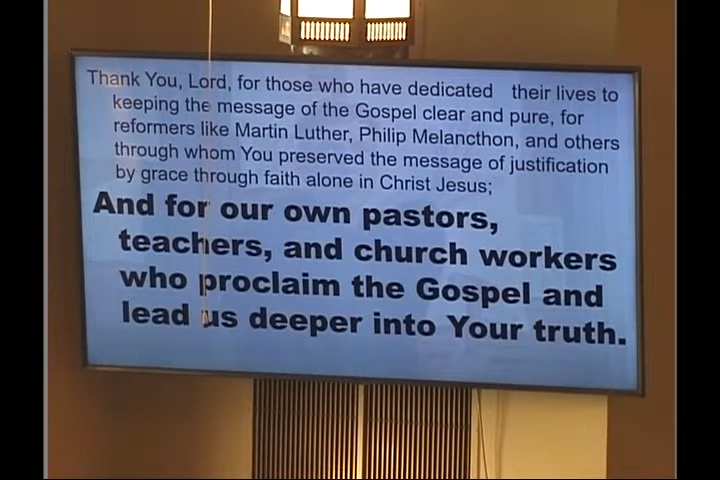 Thank You, Lord, for those who have dedicated their lives to
keeping the message of the Gospel clear and pure, for
reformers like Martin Luther, Philip Melancthon, and others
through whom You preserved the message of justification
by grace through faith alone in Christ Jesus;
And for our own pastors,
teachers, and church workers
who proclaim the Gospel and
lead us deeper into Your truth.